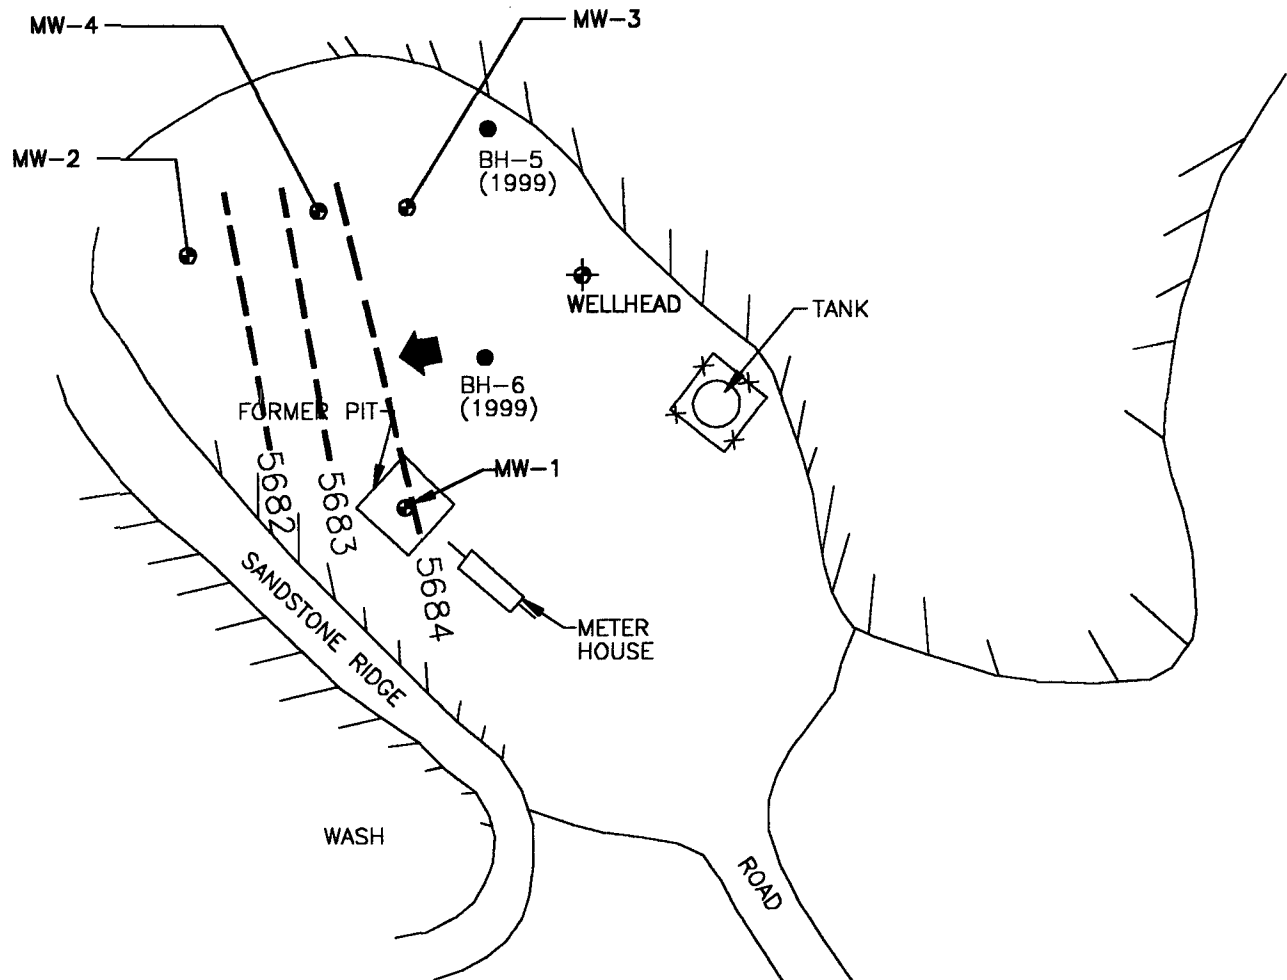 MW-4
MW-3
MW-2
BH-5
(1999)
WELLHEAD
TANK
BH-6
(1999)
FORMER PIT
MW-1
5682
5683
5684
SANDSTONE RIDGE
METER
HOUSE
WASH
ROAD